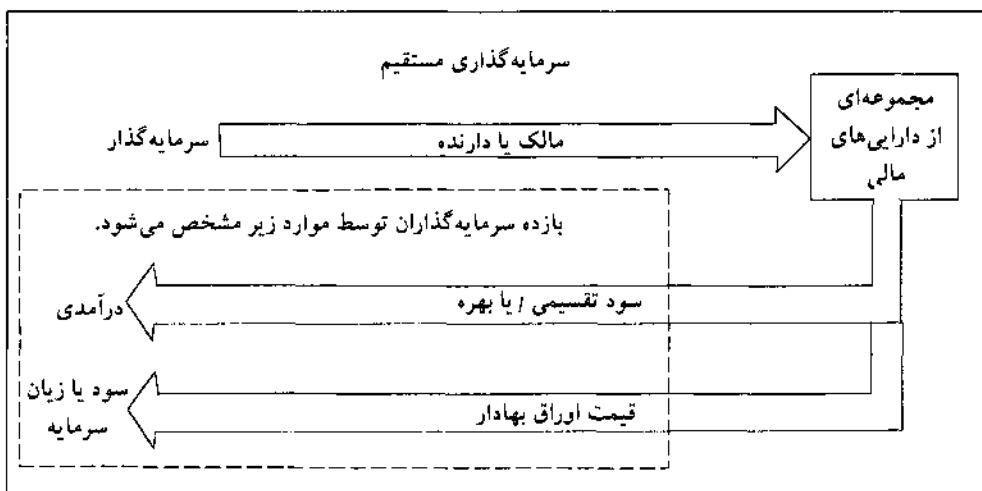 سرمایه‌گذاری مستقیم
مجموعه‌ای
از دارایی‌های
مالی
مالک یا دارنده
سرمایه‌گذار
بازده سرمایه‌گذاران توسط موارد زیر مشخص می‌شود.
سود تقسیمی / یا بهره
درآمدی
قیمت اوراق بهادار
سود یا زیان
سرمایه